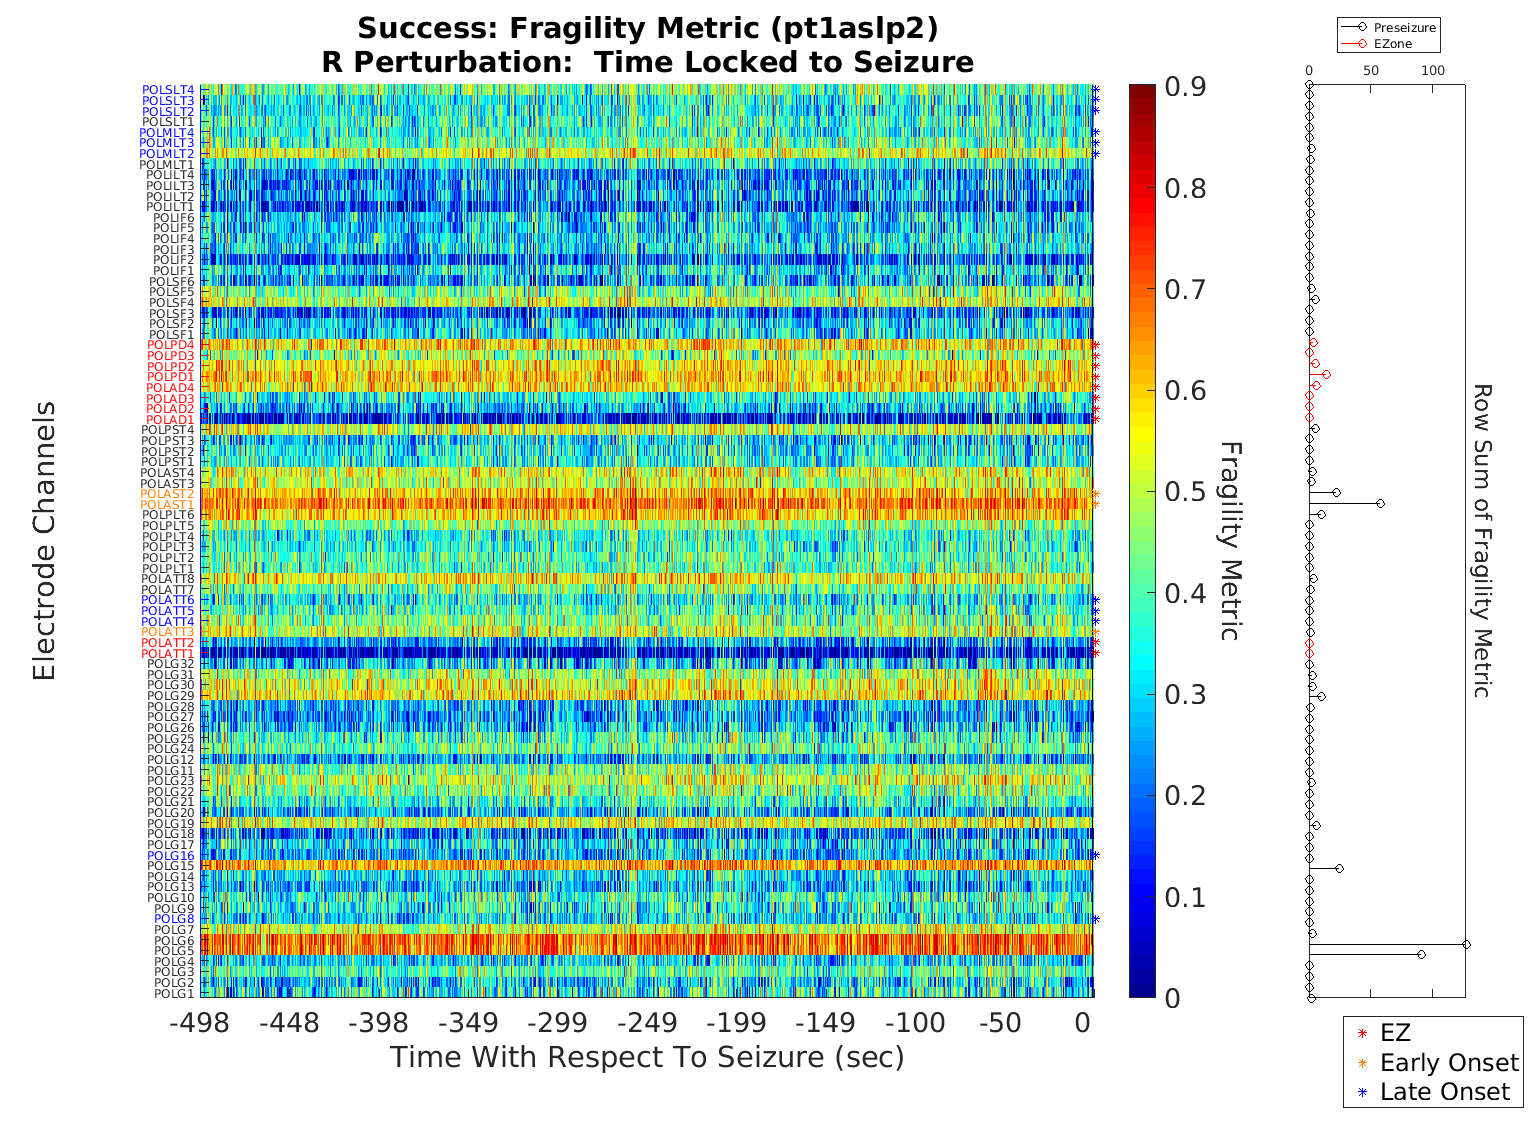 Success: Fragility Metric (pt1aslp2)
R Perturbation:  Time Locked to Seizure
Electrode Channels
POLSLT4
POLSLT3
POLSLT2
POLSLT1
POLMLT4
POLMLT3
POLMLT2
POLMLT1
POLILT4
POLILT3
POLILT2
POLILT1
POLIF6
POLIF5
POLIF4
POLIF3
POLIF2
POLIF1
POLSF6
POLSF5
POLSF4
POLSF3
POLSF2
POLSF1
POLPD4
POLPD3
POLPD2
POLPD1
POLAD4
POLAD3
POLAD2
POLAD1
POLPST4
POLPST3
POLPST2
POLPST1
POLAST4
POLAST3
POLAST2
POLAST1
POLPLT6
POLPLT5
POLPLT4
POLPLT3
POLPLT2
POLPLT1
POLATT8
POLATT7
POLATT6
POLATT5
POLATT4
POLATT3
POLATT2
POLATT1
POLG32
POLG31
POLG30
POLG29
POLG28
POLG27
POLG26
POLG25
POLG24
POLG12
POLG11
POLG23
POLG22
POLG21
POLG20
POLG19
POLG18
POLG17
POLG16
POLG15
POLG14
POLG13
POLG10
POLG9
POLG8
POLG7
POLG6
POLG5
POLG4
POLG3
POLG2
POLG1
-498 -448 -398 -349 -299 -249 -199 -149 -100 -50 0
Time With Respect To Seizure (sec)
0.9
0.8
0.7
0.6
0.5
0.4
0.3
0.2
0.1
0
Fragility Metric
Preseizure
EZone
0 50 100
Row Sum of Fragility Metric
EZ
Early Onset
Late Onset